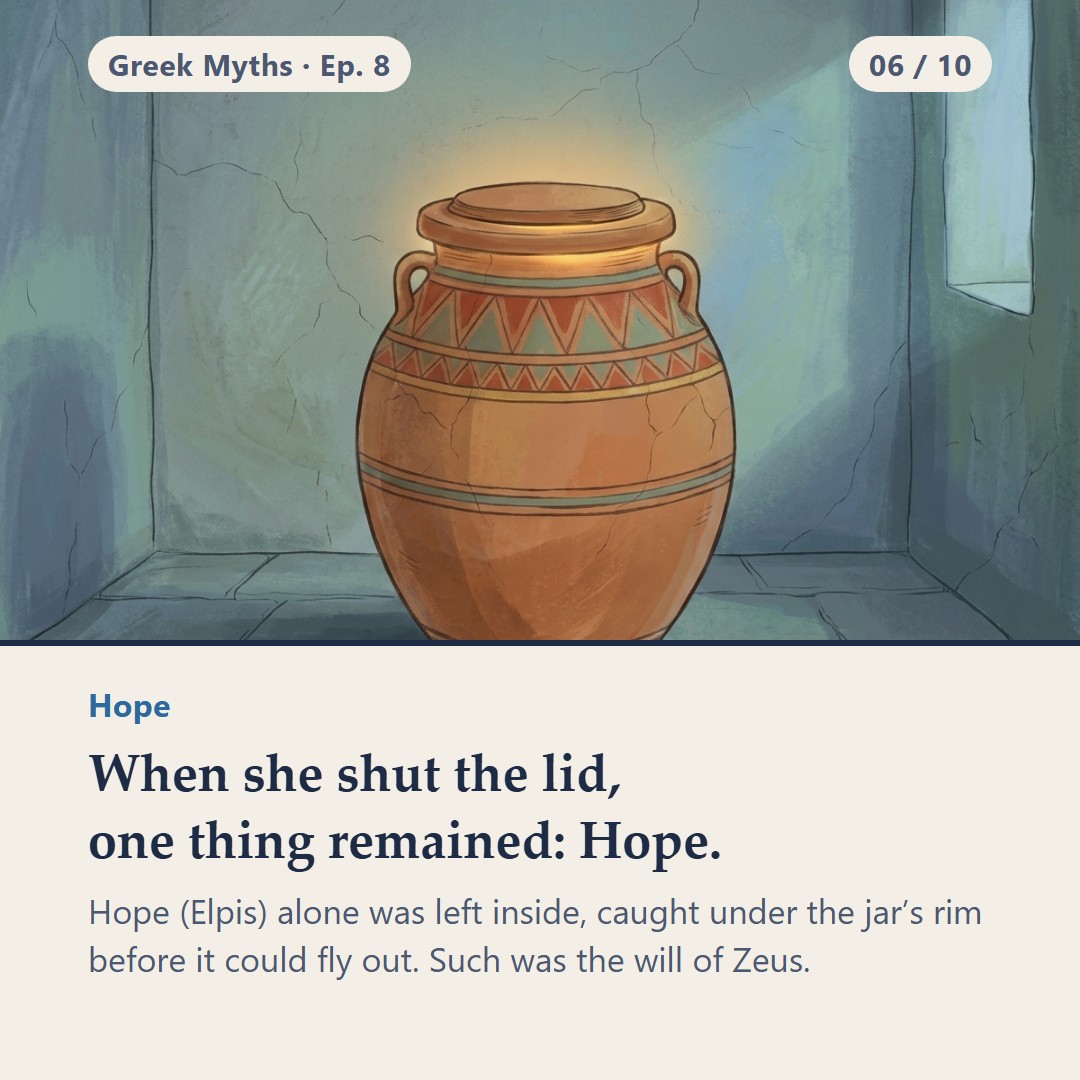 Greek Myths · Ep. 8
06 / 10
Hope
When she shut the lid,
one thing remained: Hope.
Hope (Elpis) alone was left inside, caught under the jar’s rim
before it could fly out. Such was the will of Zeus.